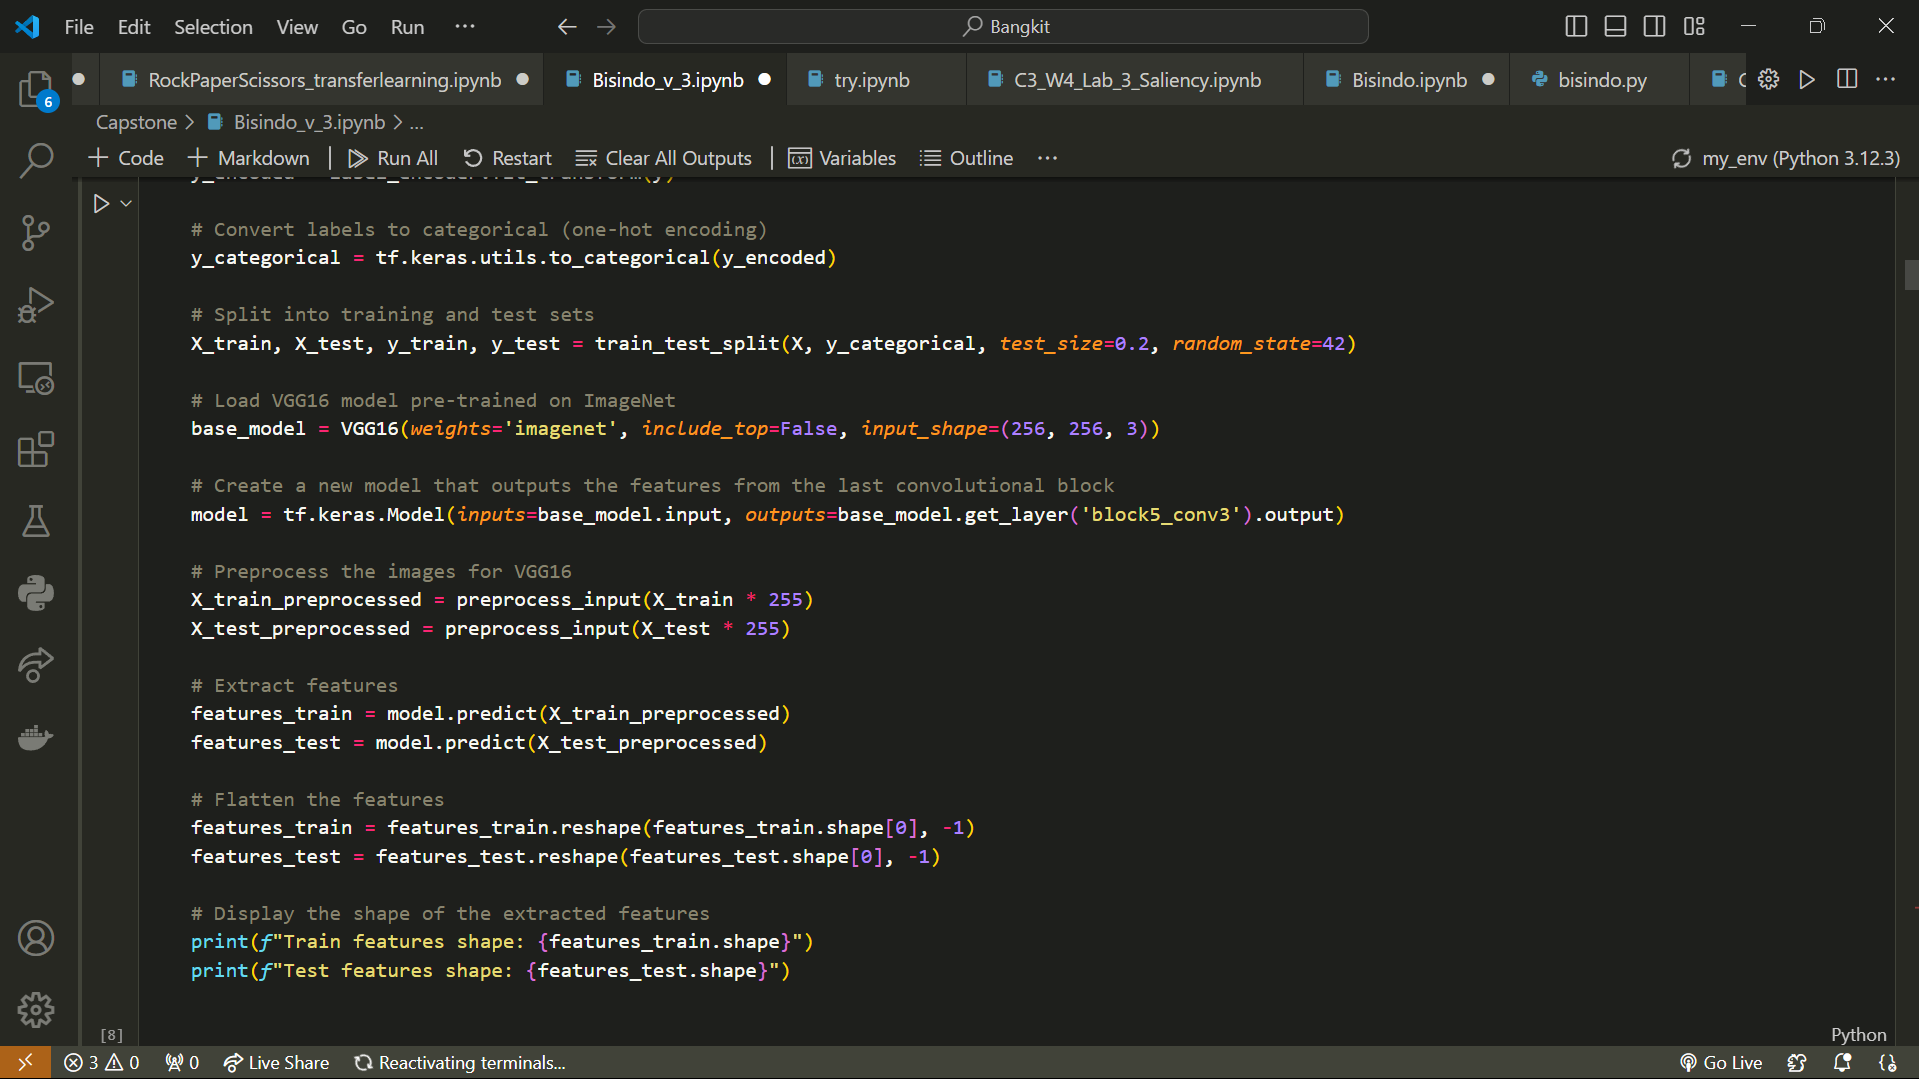 File Edit Selection View Go Run ··· Bangkit
RockPaperScissors_transferlearning.ipynb Bisindo_v_3.ipynb try.ipynb C3_W4_Lab_3_Saliency.ipynb Bisindo.ipynb bisindo.py
6
Capstone > Bisindo_v_3.ipynb > ...
+ Code + Markdown | Run All Restart Clear All Outputs | Variables Outline ··· my_env (Python 3.12.3)
# Convert labels to categorical (one-hot encoding)
y_categorical = tf.keras.utils.to_categorical(y_encoded)
# Split into training and test sets
X_train, X_test, y_train, y_test = train_test_split(X, y_categorical, test_size=0.2, random_state=42)
# Load VGG16 model pre-trained on ImageNet
base_model = VGG16(weights='imagenet', include_top=False, input_shape=(256, 256, 3))
# Create a new model that outputs the features from the last convolutional block
model = tf.keras.Model(inputs=base_model.input, outputs=base_model.get_layer('block5_conv3').output)
# Preprocess the images for VGG16
X_train_preprocessed = preprocess_input(X_train * 255)
X_test_preprocessed = preprocess_input(X_test * 255)
# Extract features
features_train = model.predict(X_train_preprocessed)
features_test = model.predict(X_test_preprocessed)
# Flatten the features
features_train = features_train.reshape(features_train.shape[0], -1)
features_test = features_test.reshape(features_test.shape[0], -1)
# Display the shape of the extracted features
print(f"Train features shape: {features_train.shape}")
print(f"Test features shape: {features_test.shape}")
[8] Python
3 0 0 Live Share Reactivating terminals... Go Live